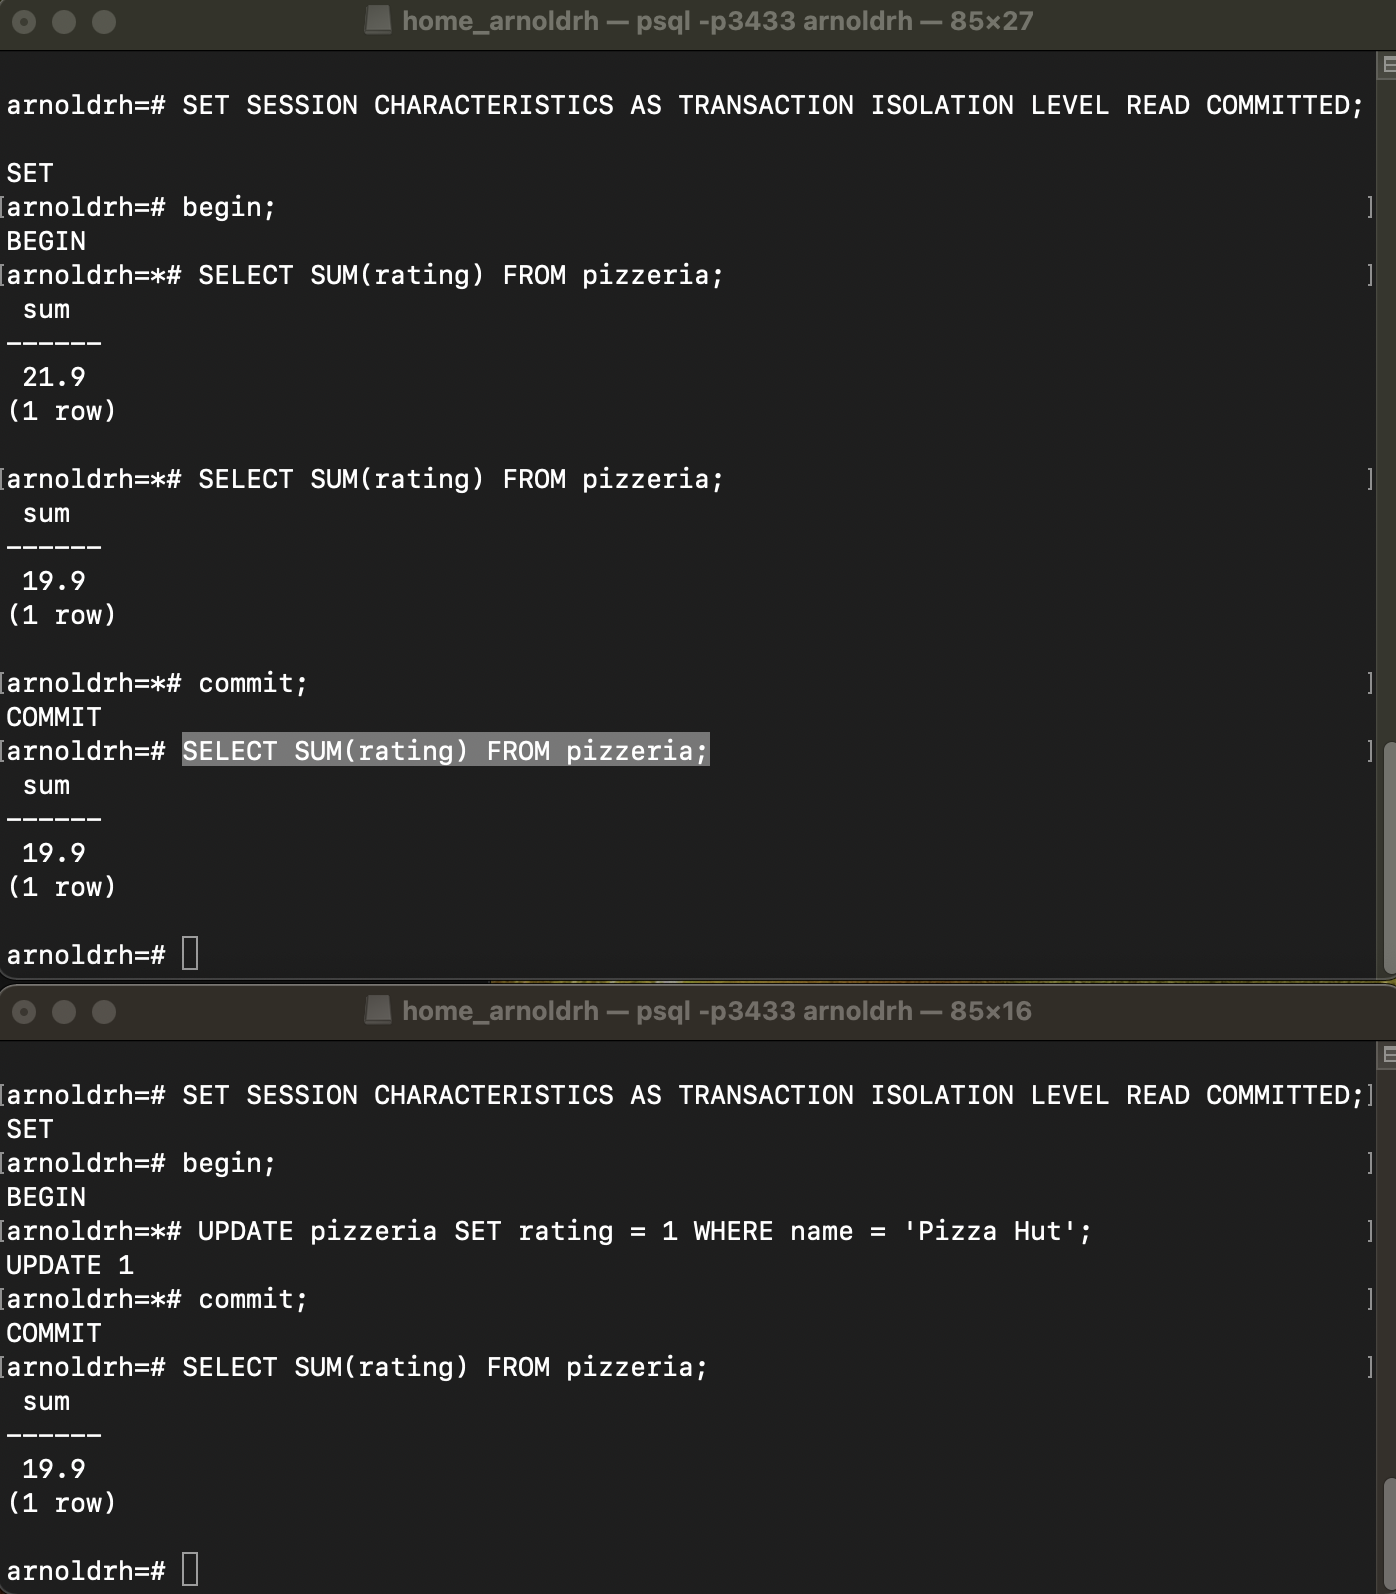 home_arnoldrh — psql -p3433 arnoldrh — 85×27
arnoldrh=# SET SESSION CHARACTERISTICS AS TRANSACTION ISOLATION LEVEL READ COMMITTED;
SET
[arnoldrh=# begin; ]
BEGIN
[arnoldrh=*# SELECT SUM(rating) FROM pizzeria; ]
 sum
------
 21.9
(1 row)
[arnoldrh=*# SELECT SUM(rating) FROM pizzeria; ]
 sum
------
 19.9
(1 row)
[arnoldrh=*# commit; ]
COMMIT
[arnoldrh=# SELECT SUM(rating) FROM pizzeria; ]
 sum
------
 19.9
(1 row)
arnoldrh=#
home_arnoldrh — psql -p3433 arnoldrh — 85×16
[arnoldrh=# SET SESSION CHARACTERISTICS AS TRANSACTION ISOLATION LEVEL READ COMMITTED;]
SET
[arnoldrh=# begin; ]
BEGIN
[arnoldrh=*# UPDATE pizzeria SET rating = 1 WHERE name = 'Pizza Hut'; ]
UPDATE 1
[arnoldrh=*# commit; ]
COMMIT
[arnoldrh=# SELECT SUM(rating) FROM pizzeria; ]
 sum
------
 19.9
(1 row)
arnoldrh=#